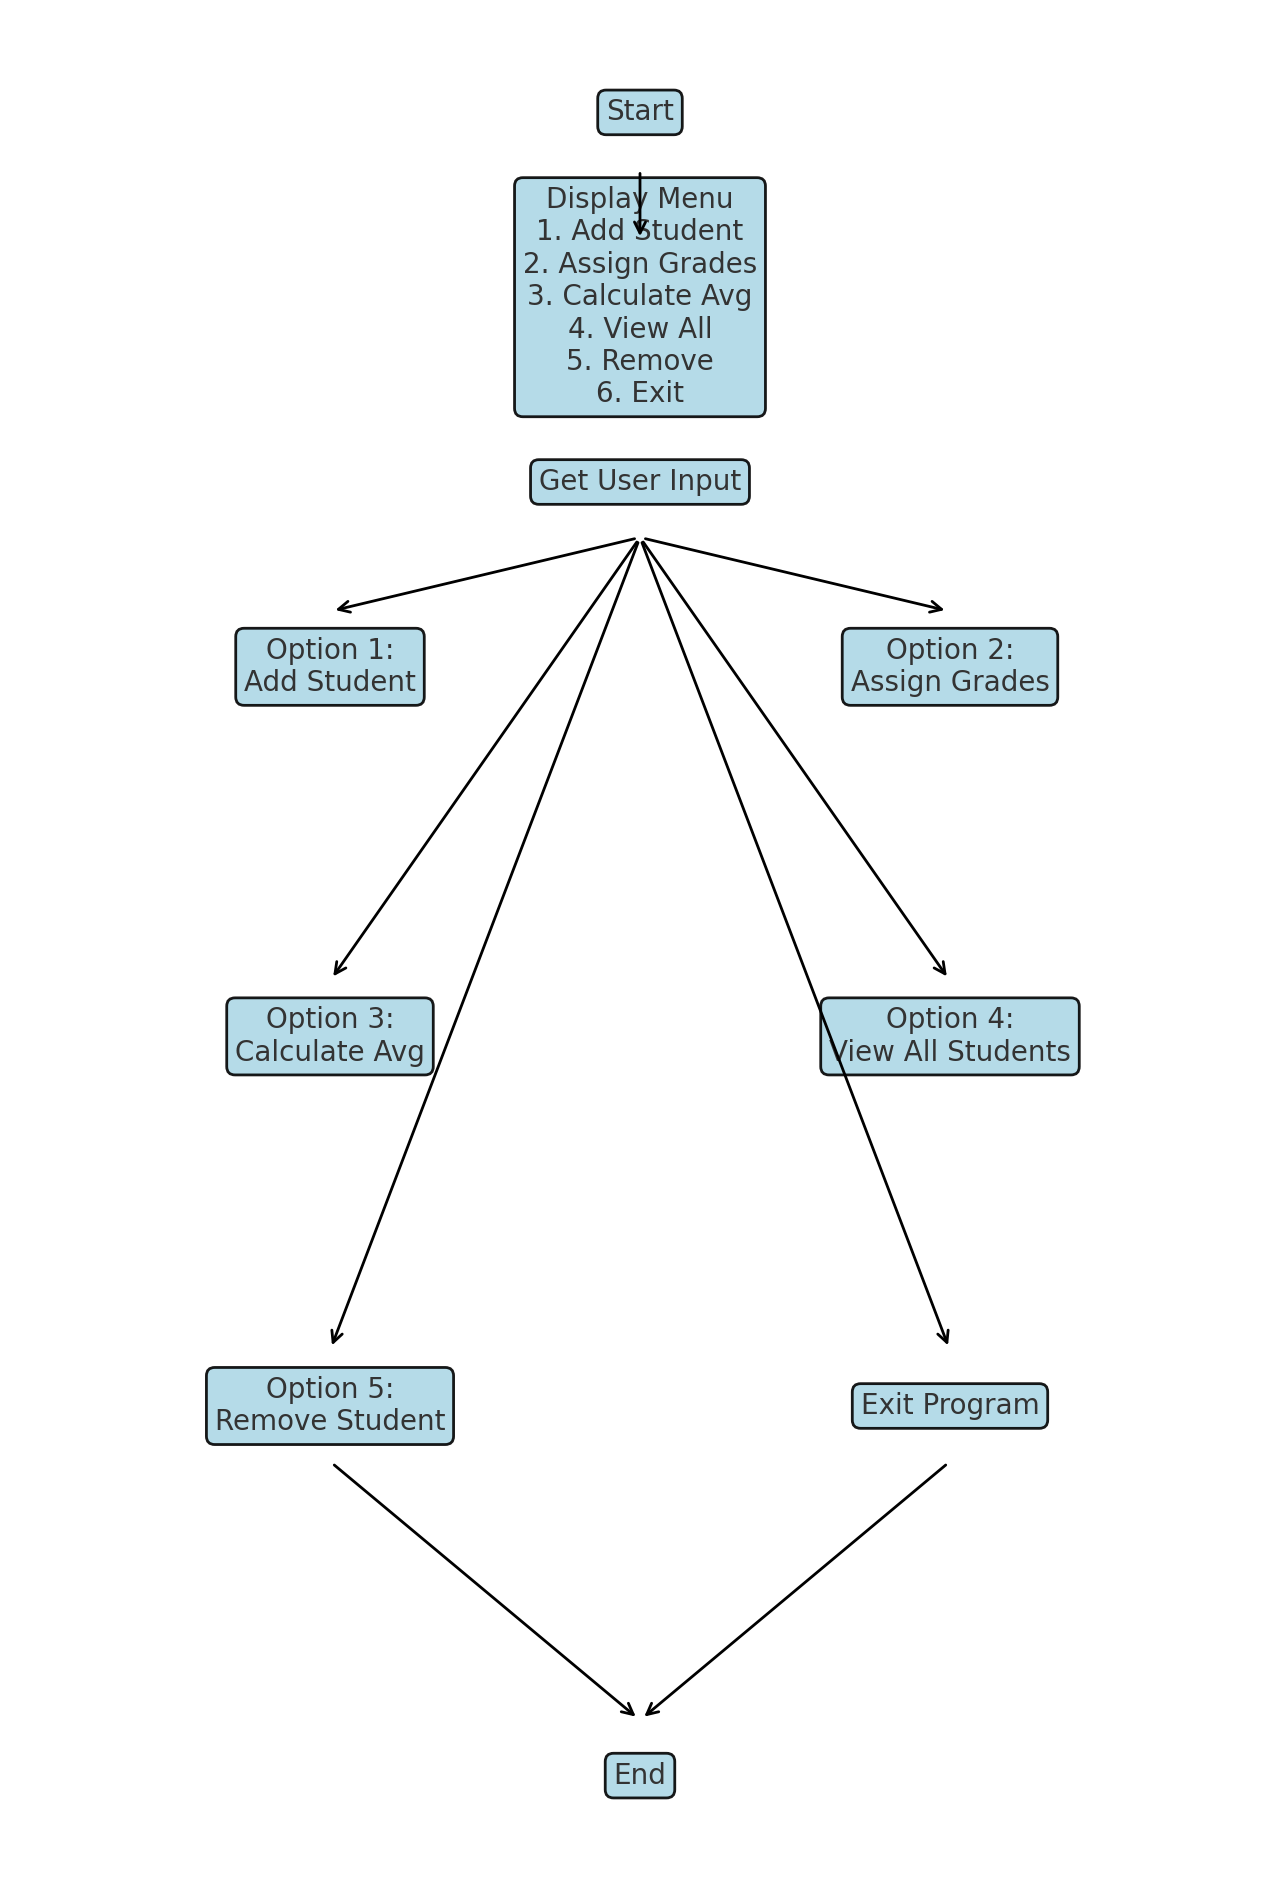 Start
Display Menu
1. Add Student
2. Assign Grades
3. Calculate Avg
4. View All
5. Remove
6. Exit
Get User Input
Option 1:
Add Student
Option 2:
Assign Grades
Option 3:
Calculate Avg
Option 4:
View All Students
Option 5:
Remove Student
Exit Program
End